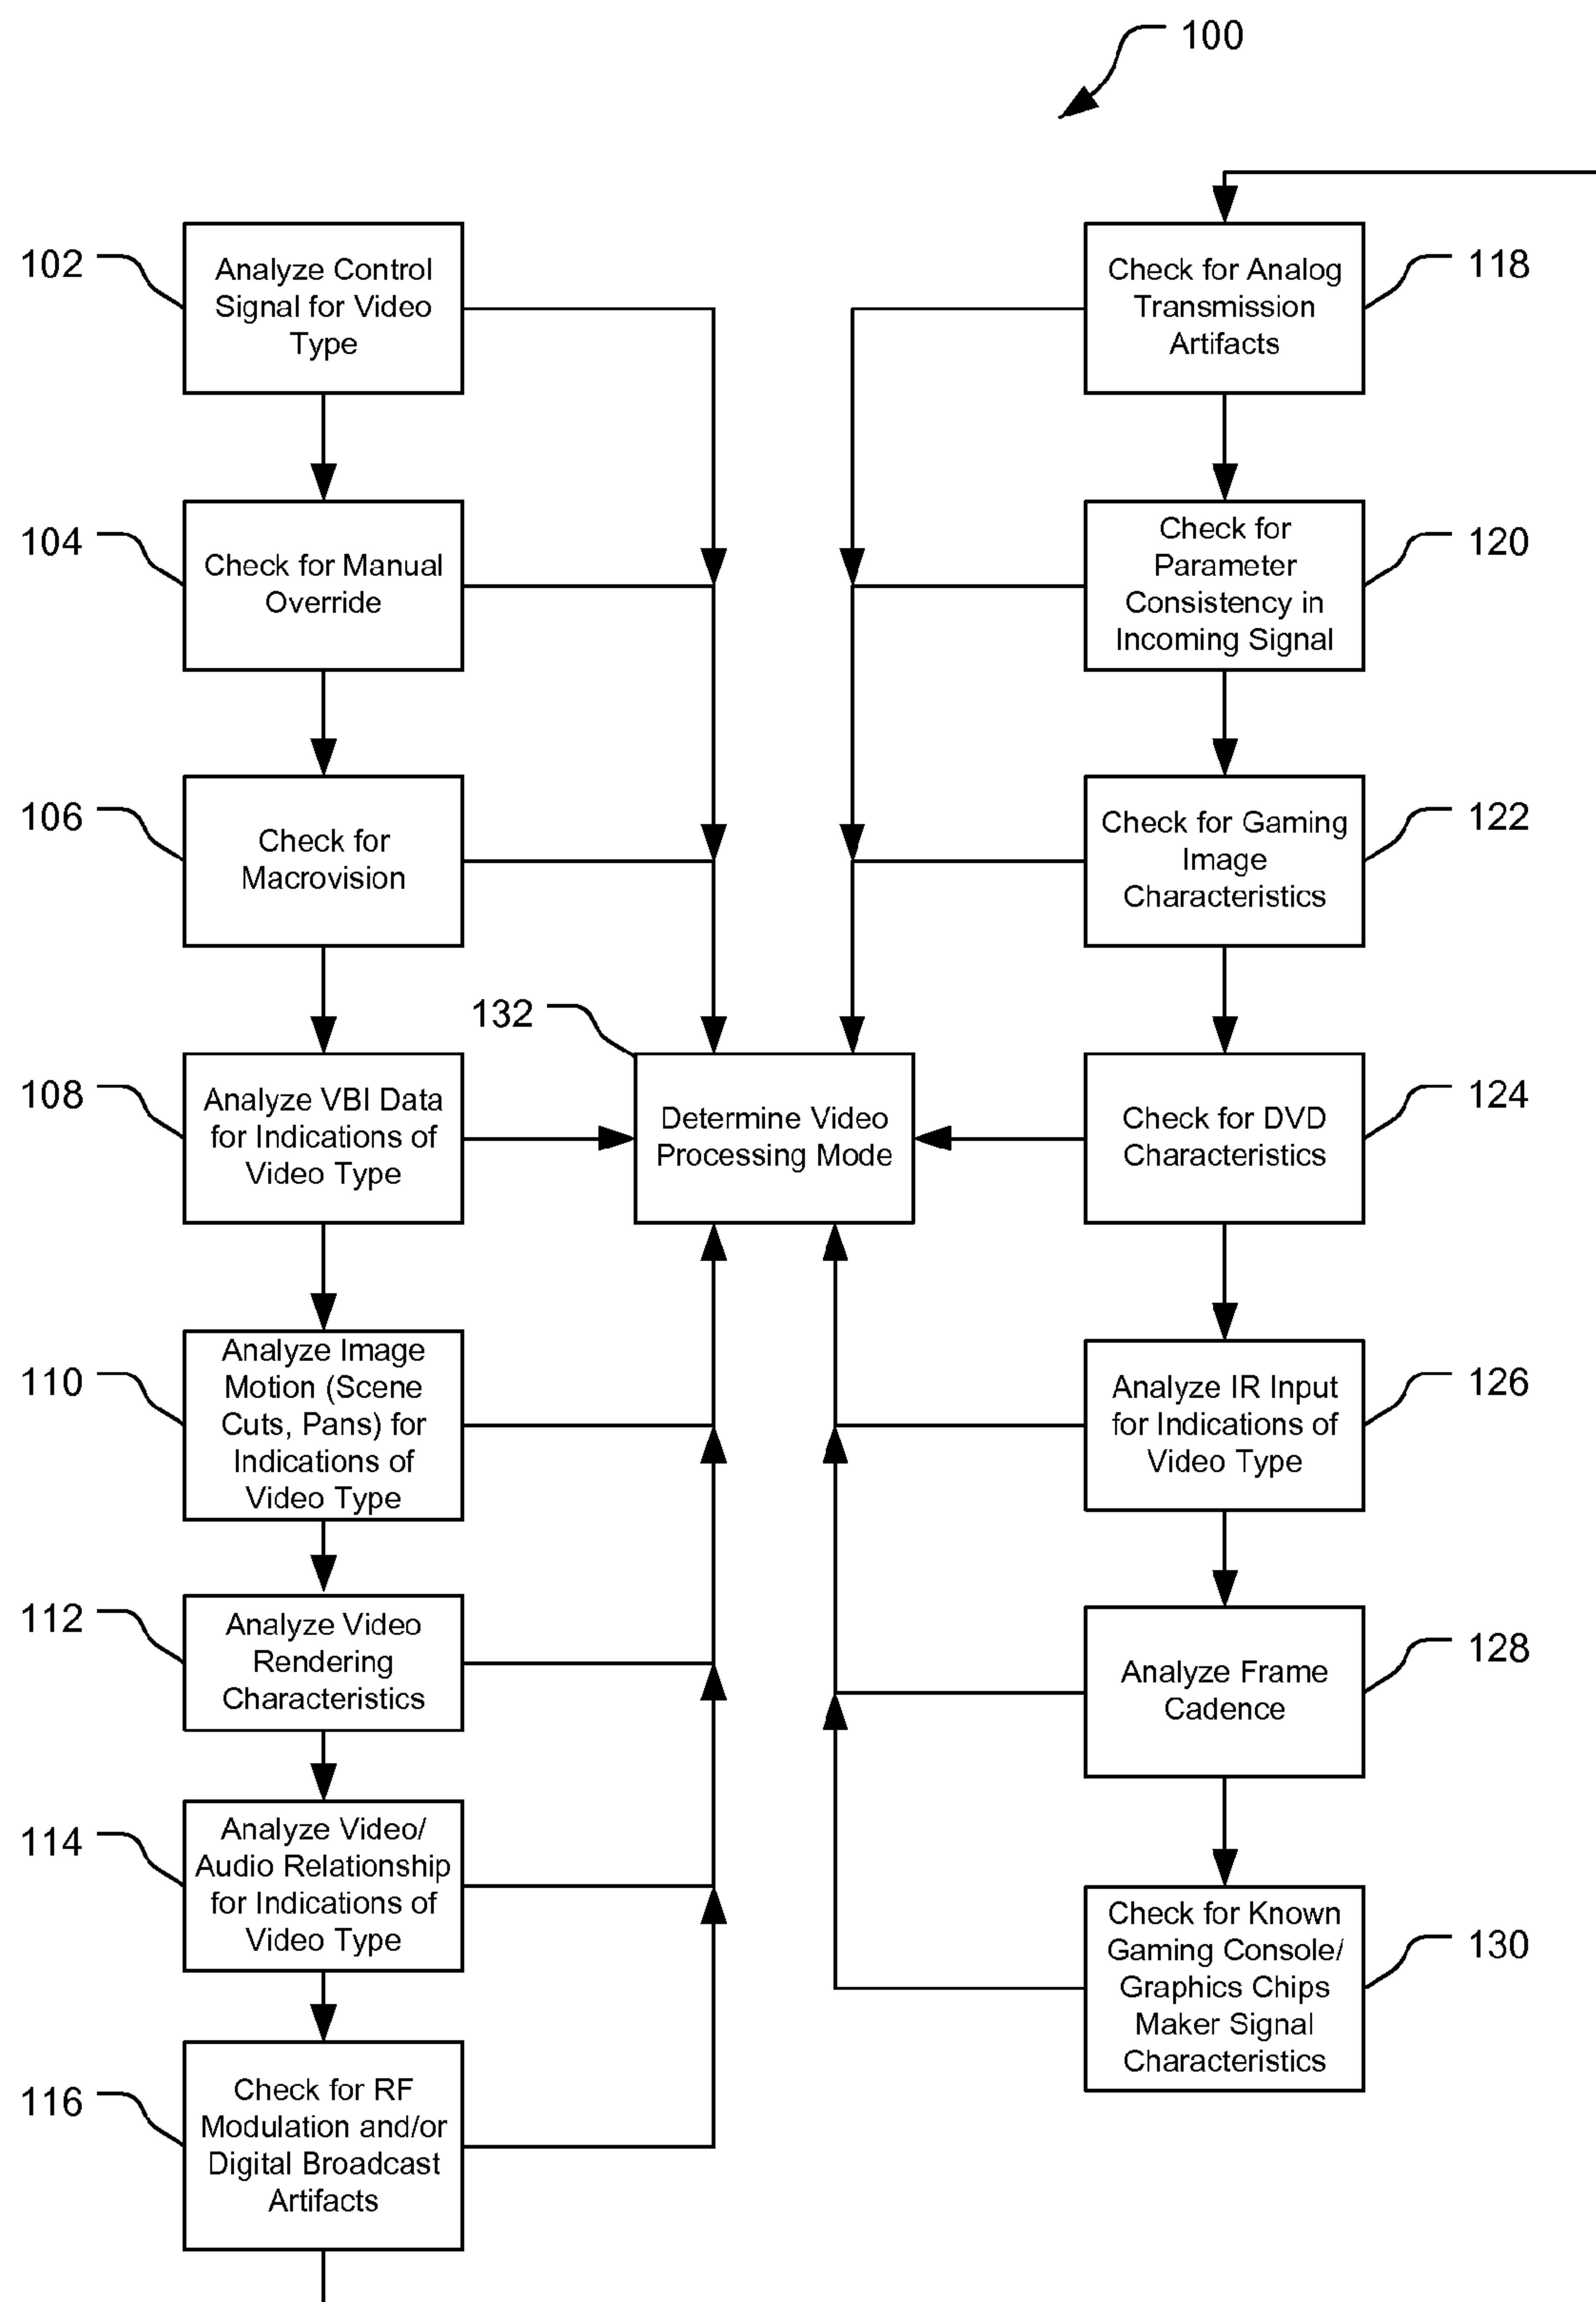 100
102
Analyze Control
Signal for Video
Type
104
Check for Manual
Override
106
Check for
Macrovision
108
Analyze VBI Data
for Indications of
Video Type
110
Analyze Image
Motion (Scene
Cuts, Pans) for
Indications of
Video Type
112
Analyze Video
Rendering
Characteristics
114
Analyze Video/
Audio Relationship
for Indications of
Video Type
116
Check for RF
Modulation and/or
Digital Broadcast
Artifacts
132
Determine Video
Processing Mode
Check for Analog
Transmission
Artifacts
118
Check for
Parameter
Consistency in
Incoming Signal
120
Check for Gaming
Image
Characteristics
122
Check for DVD
Characteristics
124
Analyze IR Input
for Indications of
Video Type
126
Analyze Frame
Cadence
128
Check for Known
Gaming Console/
Graphics Chips
Maker Signal
Characteristics
130